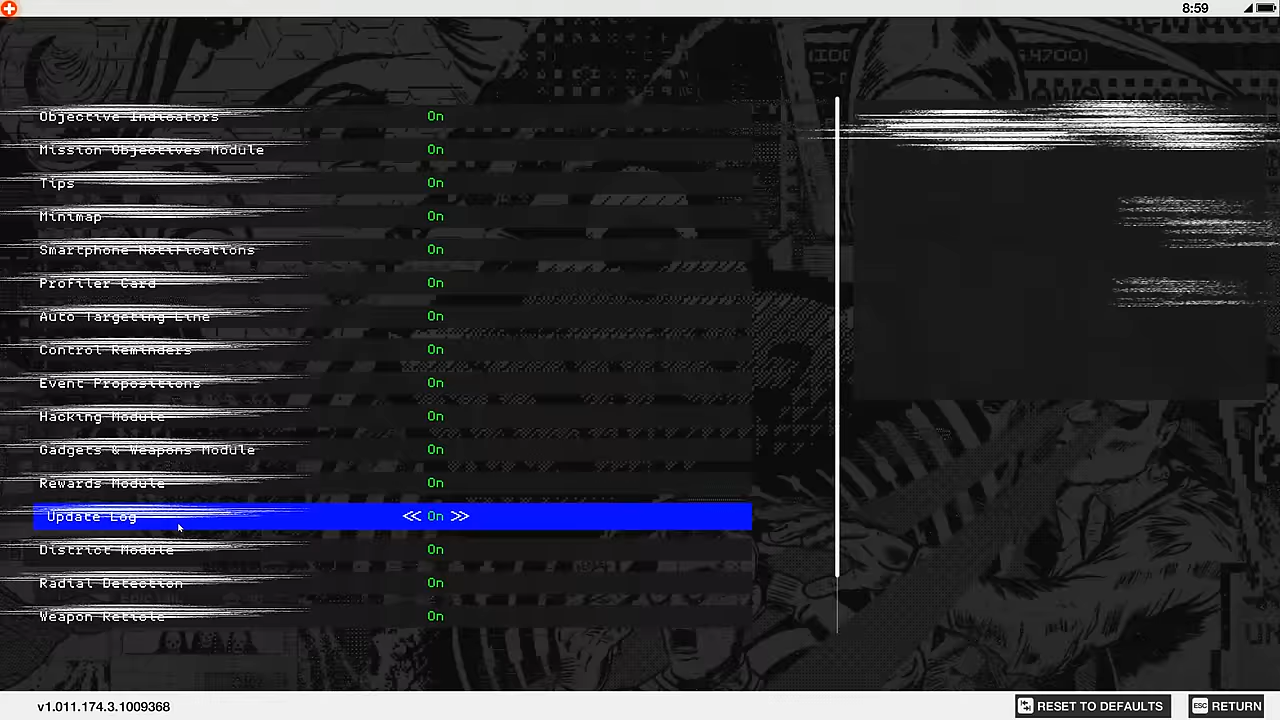 8:59
Objective Indicators On
Mission Objectives Module On
Tips On
Minimap On
Smartphone Notifications On
Profiler Card On
Auto Targeting Line On
Control Reminders On
Event Propositions On
Hacking Module On
Gadgets & Weapons Module On
Rewards Module On
Update Log << On >>
District Module On
Radial Detection On
Weapon Reticle On
v1.011.174.3.1009368
RESET TO DEFAULTS
ESC RETURN